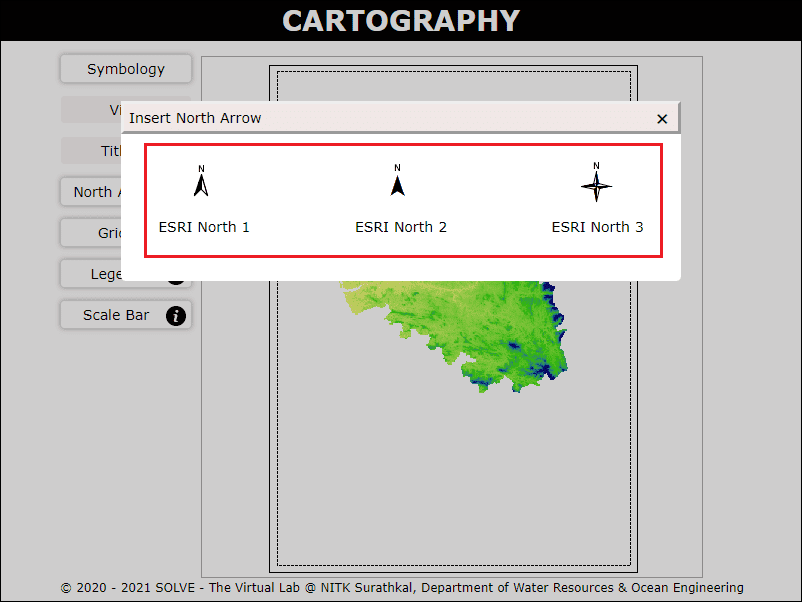 CARTOGRAPHY
Symbology
Vi
Insert North Arrow ×
Titl
North A
Gric
Lege
Scale Bar i
N N N
ESRI North 1 ESRI North 2 ESRI North 3
© 2020 - 2021 SOLVE - The Virtual Lab @ NITK Surathkal, Department of Water Resources & Ocean Engineering